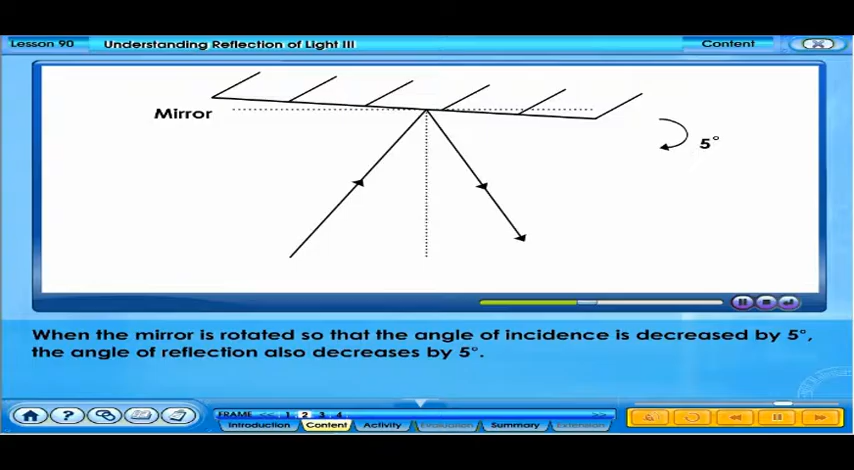 Lesson 90 Understanding Reflection of Light III Content
Mirror
5°
When the mirror is rotated so that the angle of incidence is decreased by 5°,
the angle of reflection also decreases by 5°.
FRAME << 1 2 3 4 >>
Introduction Content Activity Evaluation Summary Extension